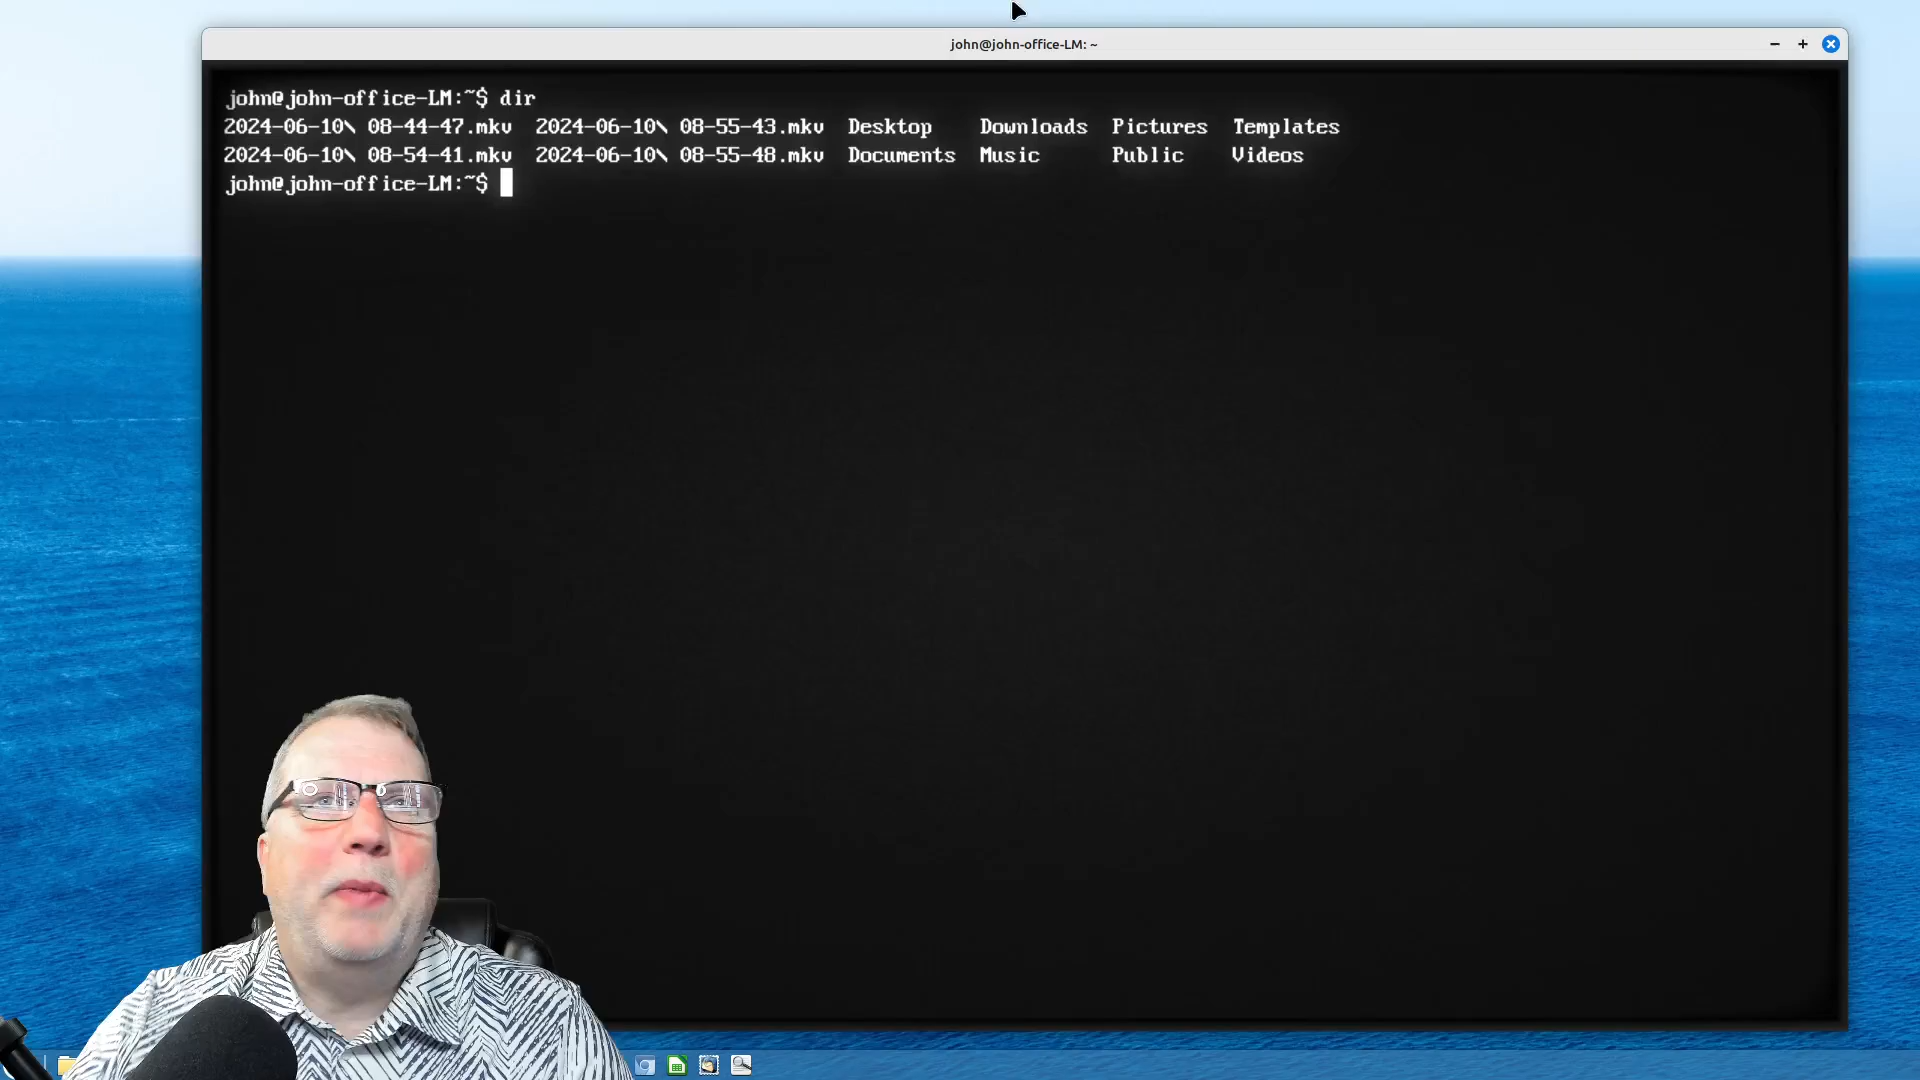 john@john-office-LM: ~
john@john-office-LM:~$ dir
2024-06-10\ 08-44-47.mkv  2024-06-10\ 08-55-43.mkv  Desktop    Downloads  Pictures  Templates
2024-06-10\ 08-54-41.mkv  2024-06-10\ 08-55-48.mkv  Documents  Music      Public    Videos
john@john-office-LM:~$